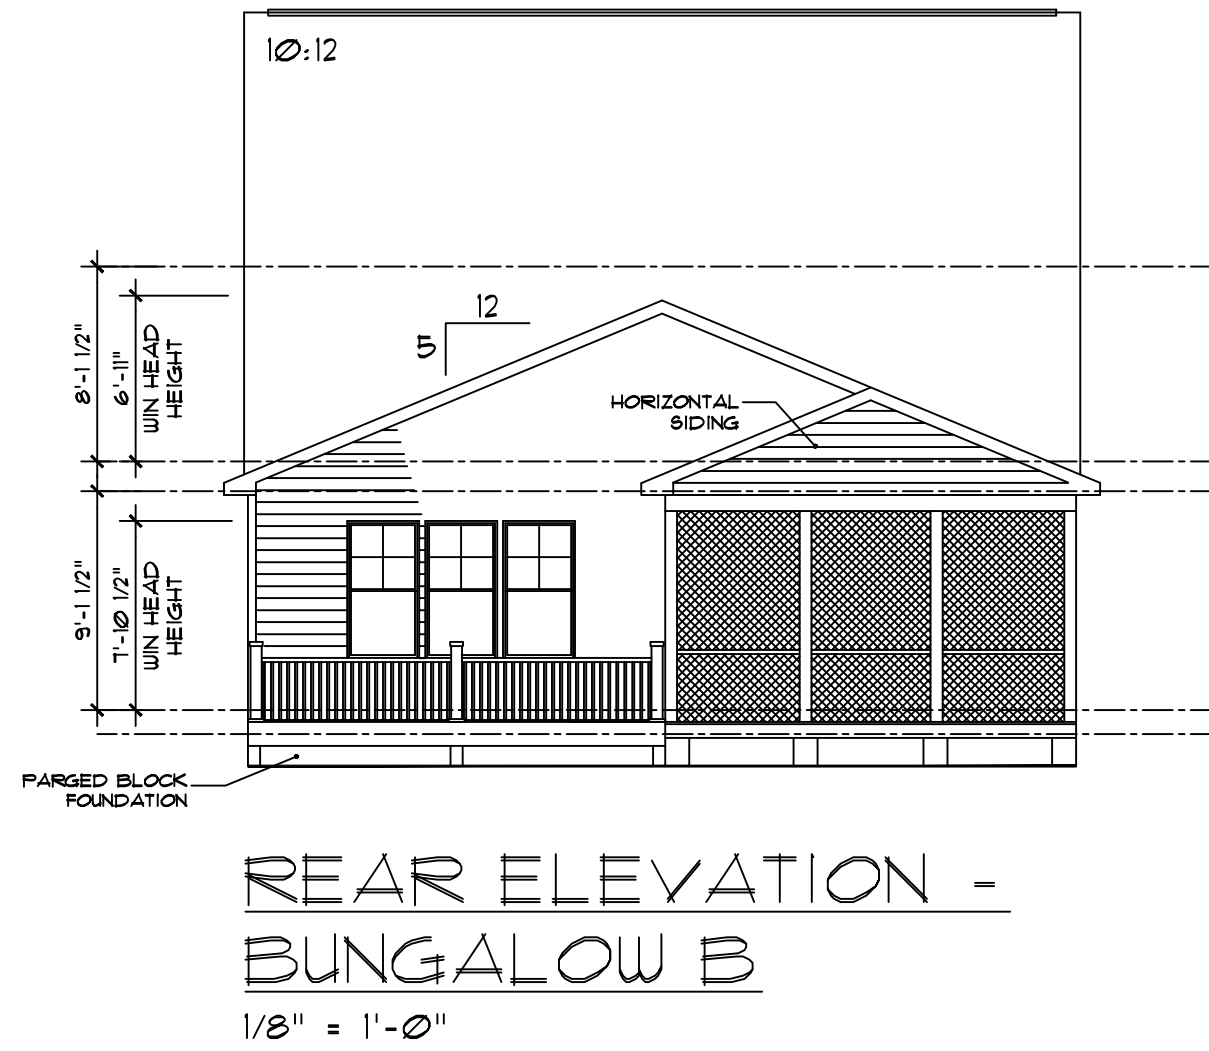 10:12
12
5
8'-1 1/2"
6'-11"
WIN HEAD
HEIGHT
HORIZONTAL
SIDING
9'-1 1/2"
7'-10 1/2"
WIN HEAD
HEIGHT
PARGED BLOCK
FOUNDATION
REAR ELEVATION -
BUNGALOW B
1/8" = 1'-0"